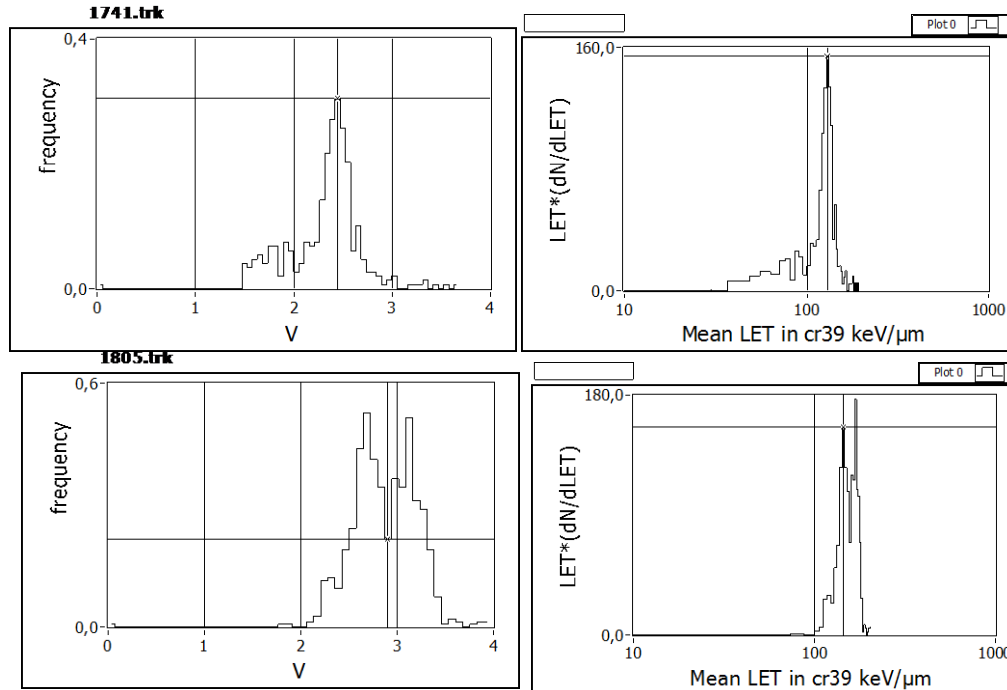 1741.trk
Plot 0
0,4
frequency
0,0
0 1 2 3 4
V
160,0
LET*(dN/dLET)
0,0
10 100 1000
Mean LET in cr39 keV/µm
1805.trk
Plot 0
0,6
frequency
0,0
0 1 2 3 4
V
180,0
LET*(dN/dLET)
0,0
10 100 1000
Mean LET in cr39 keV/µm